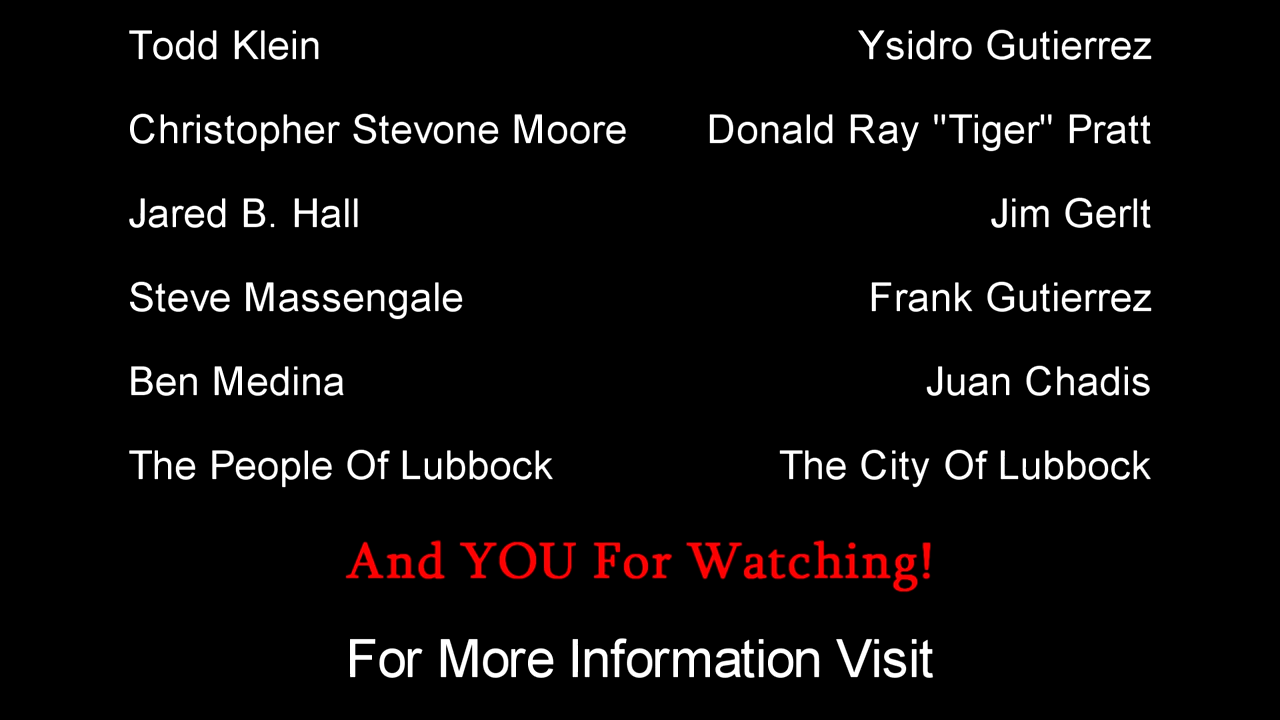 Todd Klein Ysidro Gutierrez
Christopher Stevone Moore Donald Ray "Tiger" Pratt
Jared B. Hall Jim Gerlt
Steve Massengale Frank Gutierrez
Ben Medina Juan Chadis
The People Of Lubbock The City Of Lubbock
And YOU For Watching!
For More Information Visit